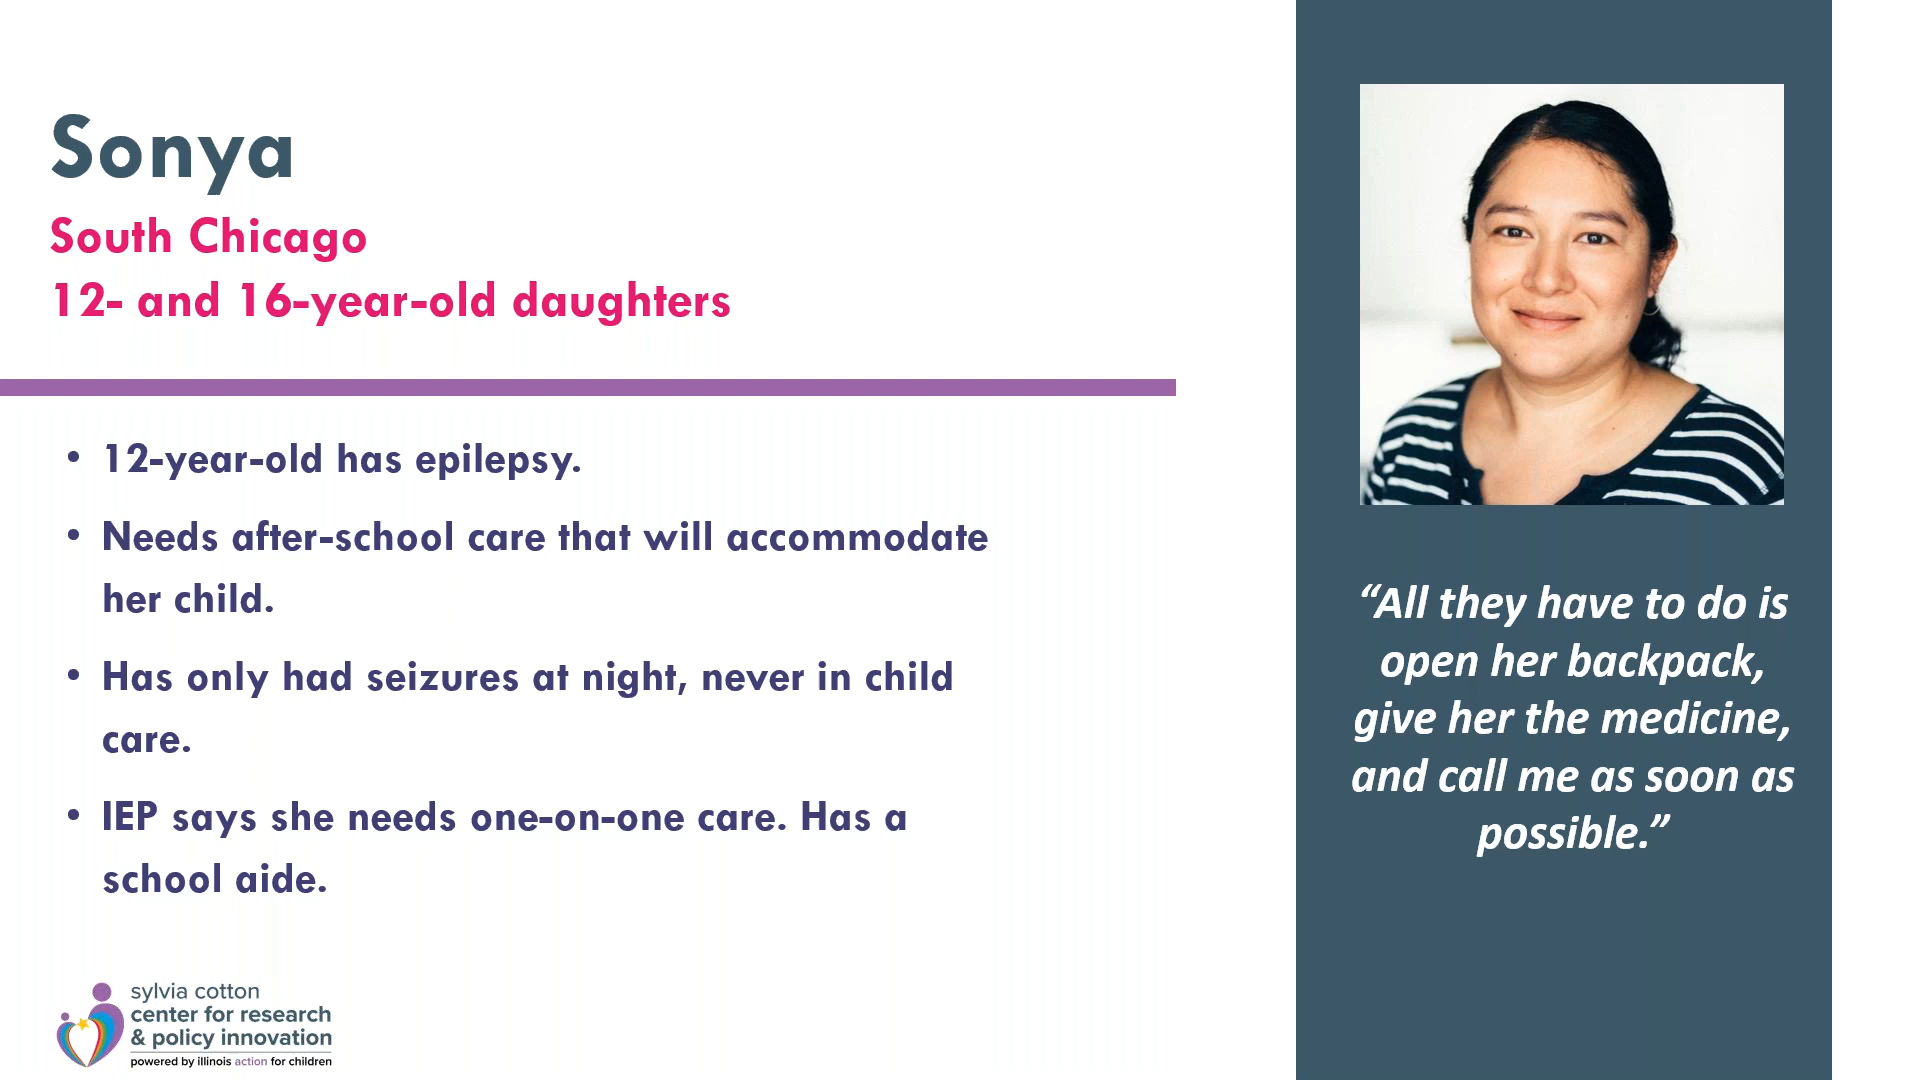 Sonya
South Chicago
12- and 16-year-old daughters
• 12-year-old has epilepsy.
• Needs after-school care that will accommodate
her child.
• Has only had seizures at night, never in child
care.
• IEP says she needs one-on-one care. Has a
school aide.
“All they have to do is
open her backpack,
give her the medicine,
and call me as soon as
possible.”
sylvia cotton
center for research
& policy innovation
powered by illinois action for children